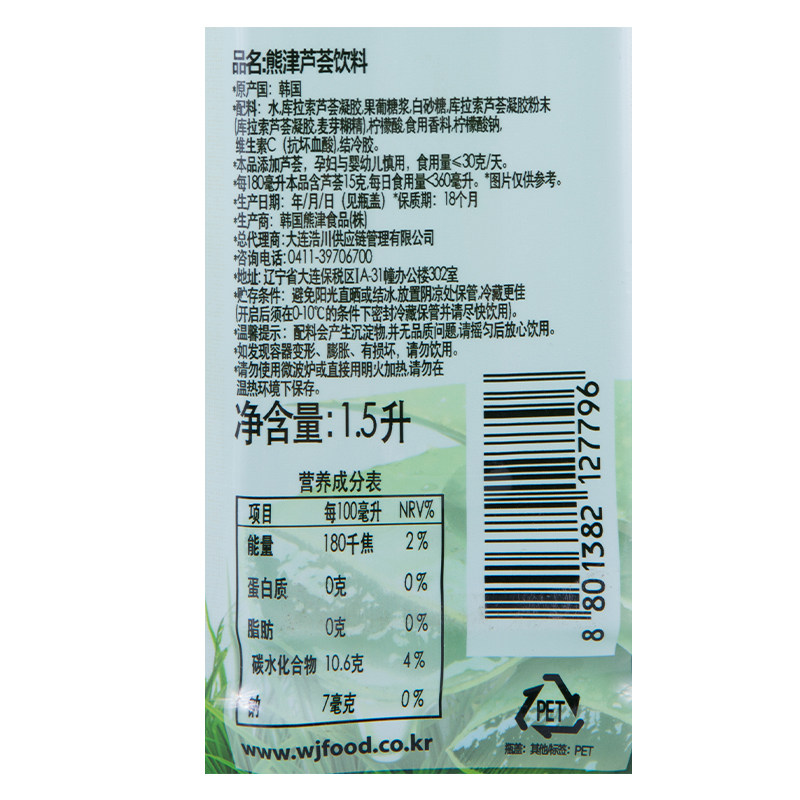 品名:熊津芦荟饮料
*原产国：韩国
*配料：水,库拉索芦荟凝胶,果葡糖浆,白砂糖,库拉索芦荟凝胶粉末
(库拉索芦荟凝胶,麦芽糊精),柠檬酸,食用香料,柠檬酸钠,
维生素C（抗坏血酸),结冷胶。
*本品添加芦荟，孕妇与婴幼儿慎用，食用量≤30克/天。
*每180毫升本品含芦荟15克,每日食用量<360毫升。*图片仅供参考。
*生产日期：年/月/日（见瓶盖）*保质期：18个月
*生产商：韩国熊津食品(株)
*总代理商:大连浩川供应链管理有限公司
*咨询电话:0411-39706700
*地址:辽宁省大连保税区IA-31幢办公楼302室
*贮存条件：避免阳光直晒或结冰,放置阴凉处保管,冷藏更佳
(开启后须在0-10℃的条件下密封冷藏保管并请尽快饮用)。
*温馨提示：配料会产生沉淀物,并无品质问题,请摇匀后放心饮用。
*如发现容器变形、膨胀、有损坏，请勿饮用。
*请勿使用微波炉或直接用明火加热,请勿在
温热环境下保存。
净含量：1.5升
营养成分表
项目 每100毫升 NRV%
能量 180千焦 2%
蛋白质 0克 0%
脂肪 0克 0%
碳水化合物 10.6克 4%
钠 7毫克 0%
www.wjfood.co.kr
8 801382 127796
PET
瓶盖：其他/标签：PET